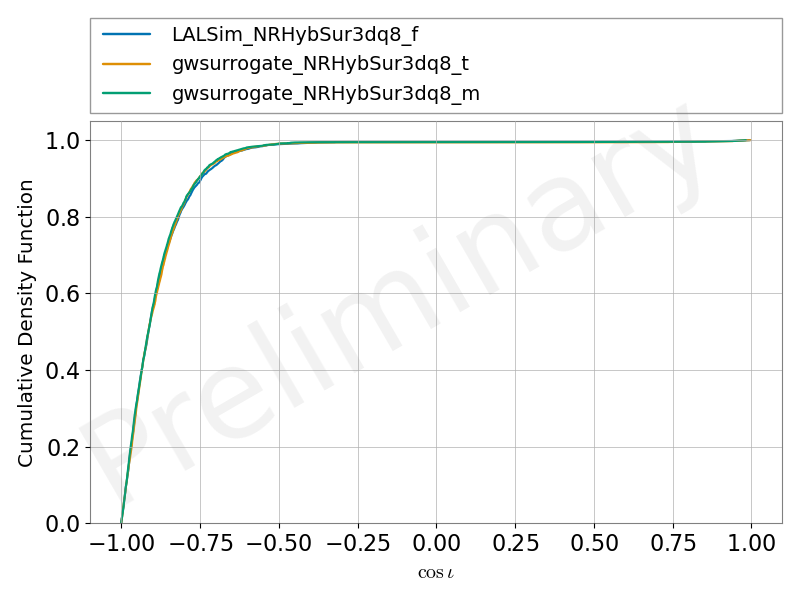 LALSim_NRHybSur3dq8_f
gwsurrogate_NRHybSur3dq8_t
gwsurrogate_NRHybSur3dq8_m
Preliminary
Cumulative Density Function
1.0
0.8
0.6
0.4
0.2
0.0
−1.00 −0.75 −0.50 −0.25 0.00 0.25 0.50 0.75 1.00
cos ι